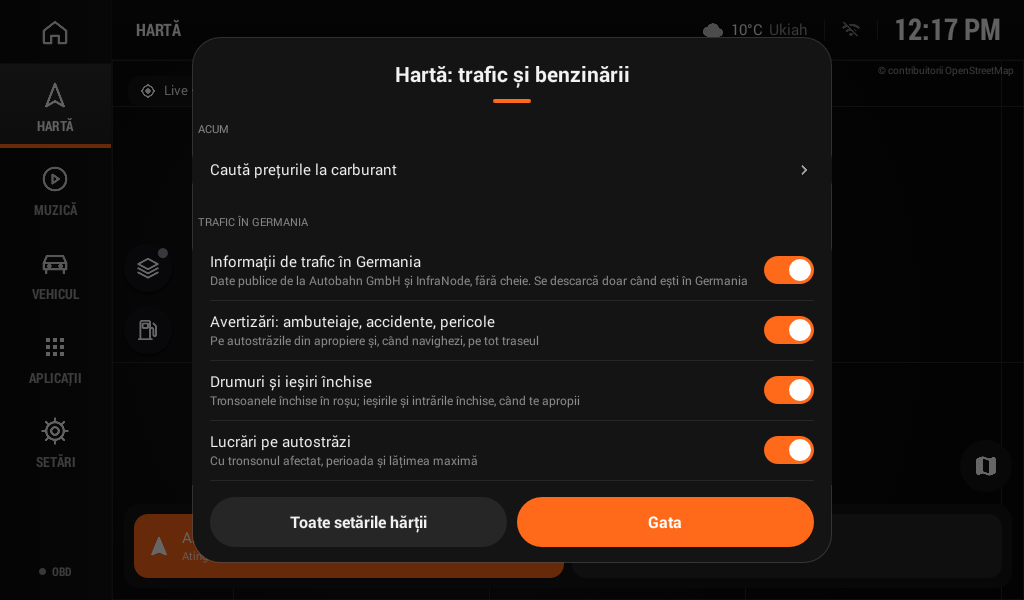 HARTĂ
10°C Ukiah
12:17 PM
© contribuitorii OpenStreetMap
Live
HARTĂ
MUZICĂ
VEHICUL
APLICAȚII
SETĂRI
OBD
Hartă: trafic și benzinării
ACUM
Caută prețurile la carburant
TRAFIC ÎN GERMANIA
Informații de trafic în Germania
Date publice de la Autobahn GmbH și InfraNode, fără cheie. Se descarcă doar când ești în Germania
Avertizări: ambuteiaje, accidente, pericole
Pe autostrăzile din apropiere și, când navighezi, pe tot traseul
Drumuri și ieșiri închise
Tronsoanele închise în roșu; ieșirile și intrările închise, când te apropii
Lucrări pe autostrăzi
Cu tronsonul afectat, perioada și lățimea maximă
Toate setările hărții
Gata